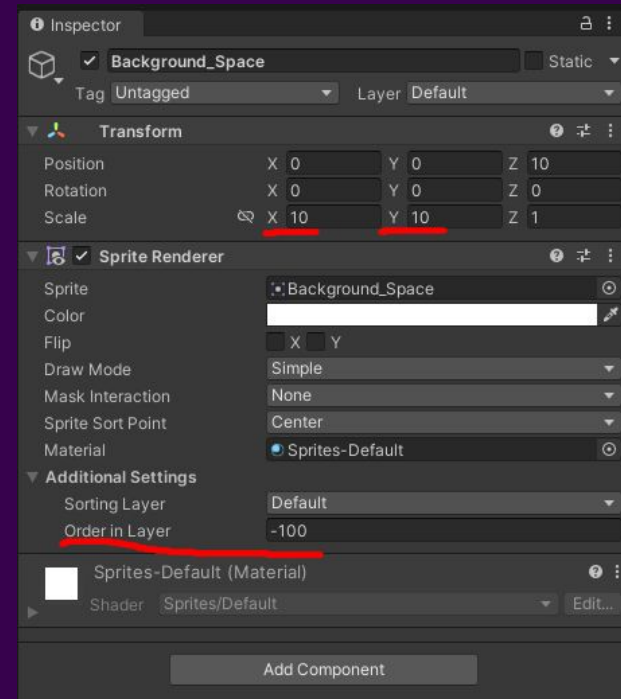 Inspector
Background_Space Static
Tag Untagged Layer Default
Transform
Position X 0 Y 0 Z 10
Rotation X 0 Y 0 Z 0
Scale X 10 Y 10 Z 1
Sprite Renderer
Sprite Background_Space
Color
Flip X Y
Draw Mode Simple
Mask Interaction None
Sprite Sort Point Center
Material Sprites-Default
Additional Settings
Sorting Layer Default
Order in Layer -100
Sprites-Default (Material)
Shader Sprites/Default Edit...
Add Component